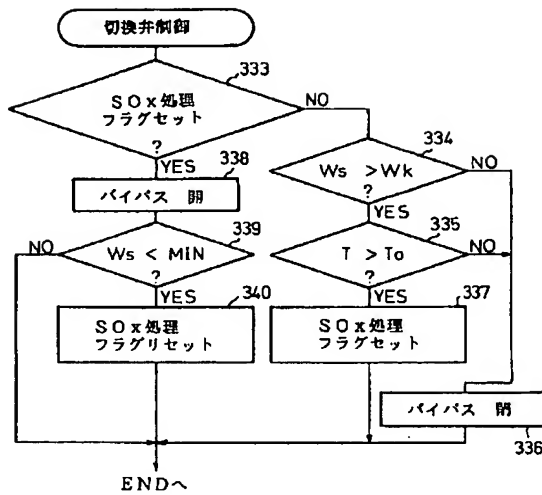 切換弁制御
333
SOx処理
フラグセット
?
NO
YES
338
334
Ws >Wk
?
NO
YES
バイパス 開
339
335
NO
Ws < MIN
?
YES
T > To
?
NO
YES
340
337
SOx処理
フラグリセット
SOx処理
フラグセット
バイパス 閉
336
ENDへ